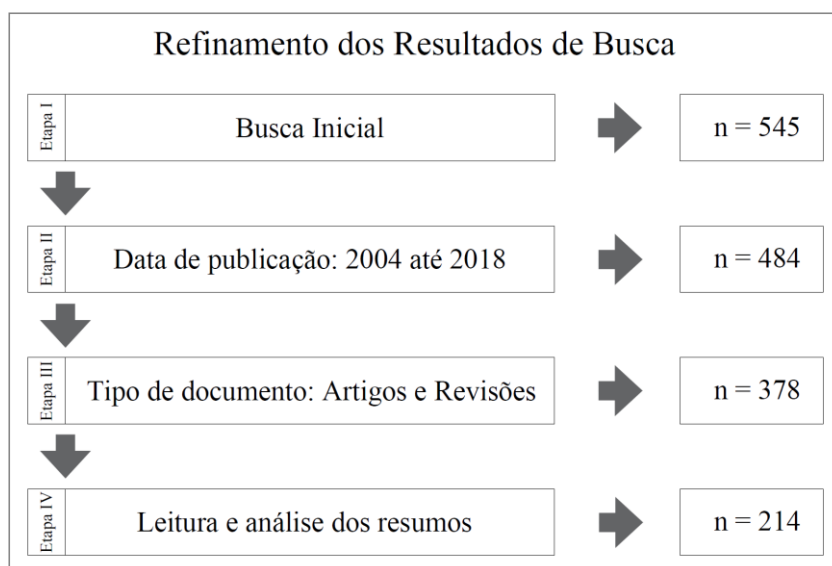 Refinamento dos Resultados de Busca
Etapa I
Busca Inicial
n = 545
Etapa II
Data de publicação: 2004 até 2018
n = 484
Etapa III
Tipo de documento: Artigos e Revisões
n = 378
Etapa IV
Leitura e análise dos resumos
n = 214